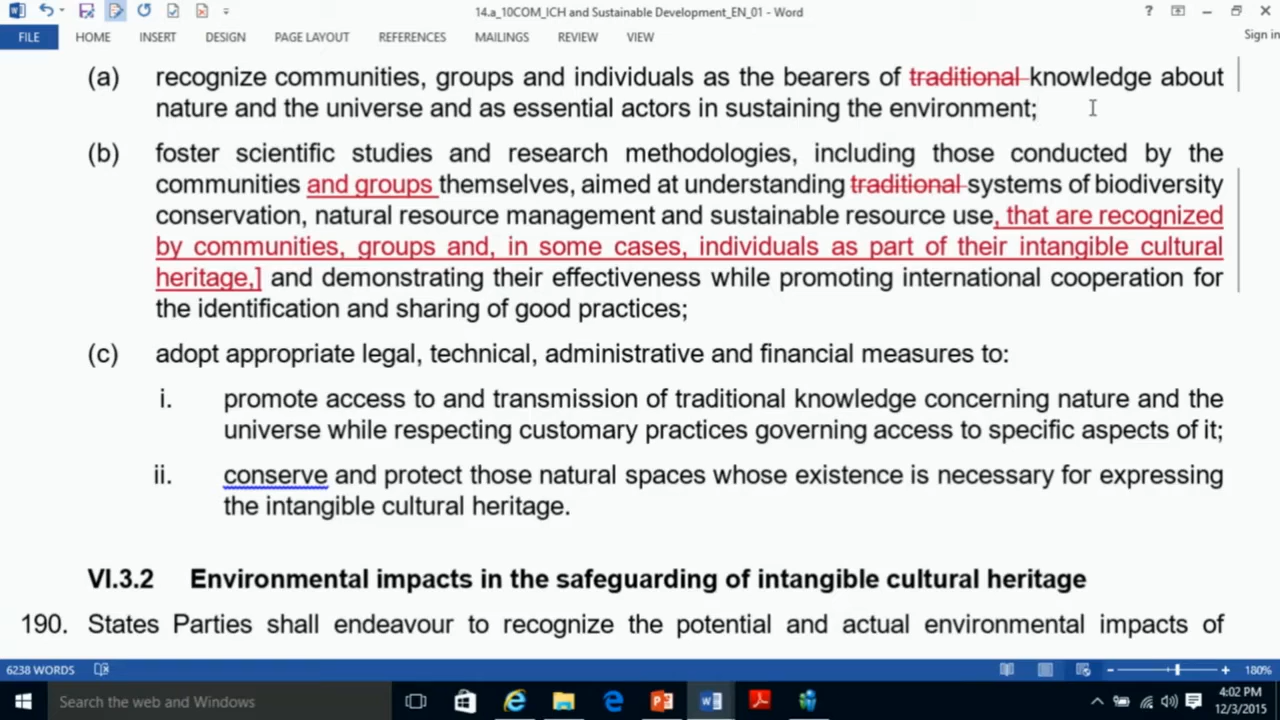 14.a_10COM_ICH and Sustainable Development_EN_01 - Word
?
Sign in
FILE HOME INSERT DESIGN PAGE LAYOUT REFERENCES MAILINGS REVIEW VIEW
(a) recognize communities, groups and individuals as the bearers of traditional knowledge about
nature and the universe and as essential actors in sustaining the environment;
(b) foster scientific studies and research methodologies, including those conducted by the
communities and groups themselves, aimed at understanding traditional systems of biodiversity
conservation, natural resource management and sustainable resource use, that are recognized
by communities, groups and, in some cases, individuals as part of their intangible cultural
heritage,] and demonstrating their effectiveness while promoting international cooperation for
the identification and sharing of good practices;
(c) adopt appropriate legal, technical, administrative and financial measures to:
i. promote access to and transmission of traditional knowledge concerning nature and the
universe while respecting customary practices governing access to specific aspects of it;
ii. conserve and protect those natural spaces whose existence is necessary for expressing
the intangible cultural heritage.
VI.3.2 Environmental impacts in the safeguarding of intangible cultural heritage
190. States Parties shall endeavour to recognize the potential and actual environmental impacts of
6238 WORDS
180%
Search the web and Windows
4:02 PM
12/3/2015